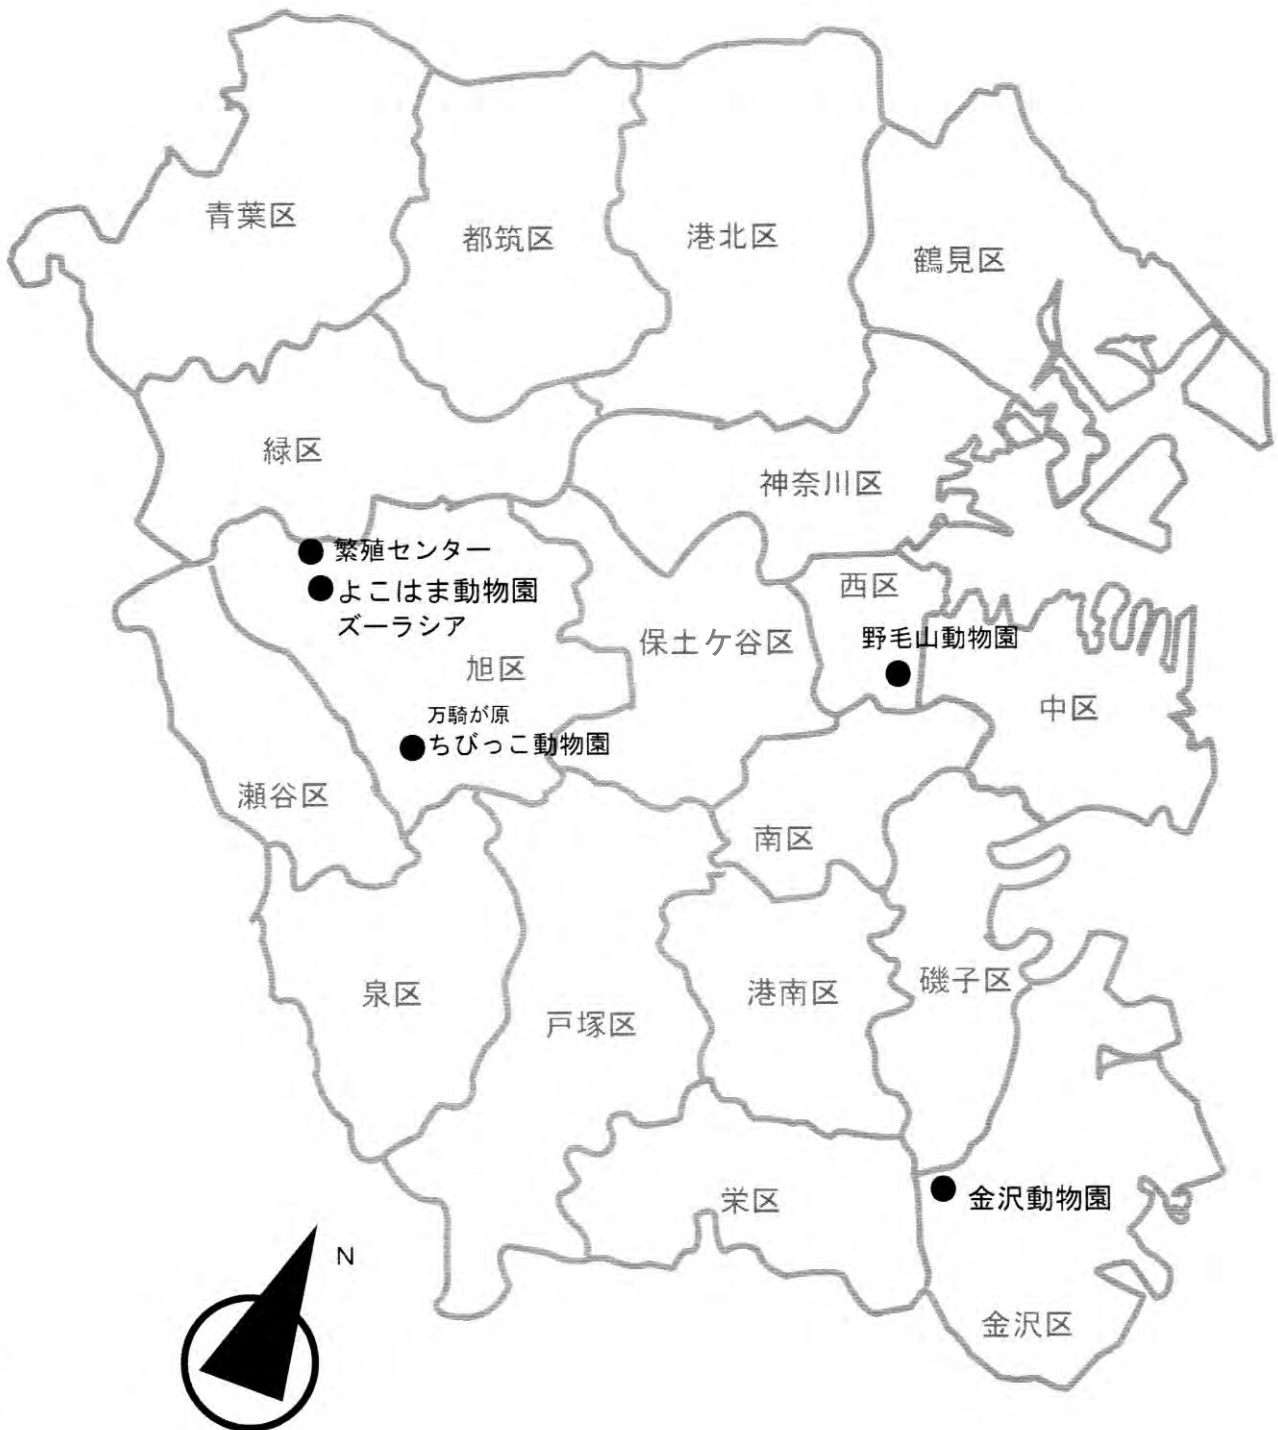 青葉区
都筑区
港北区
鶴見区
緑区
神奈川区
繁殖センター
よこはま動物園
ズーラシア
西区
保土ケ谷区
野毛山動物園
旭区
万騎が原
ちびっこ動物園
中区
瀬谷区
南区
泉区
戸塚区
港南区
磯子区
栄区
金沢動物園
N
金沢区